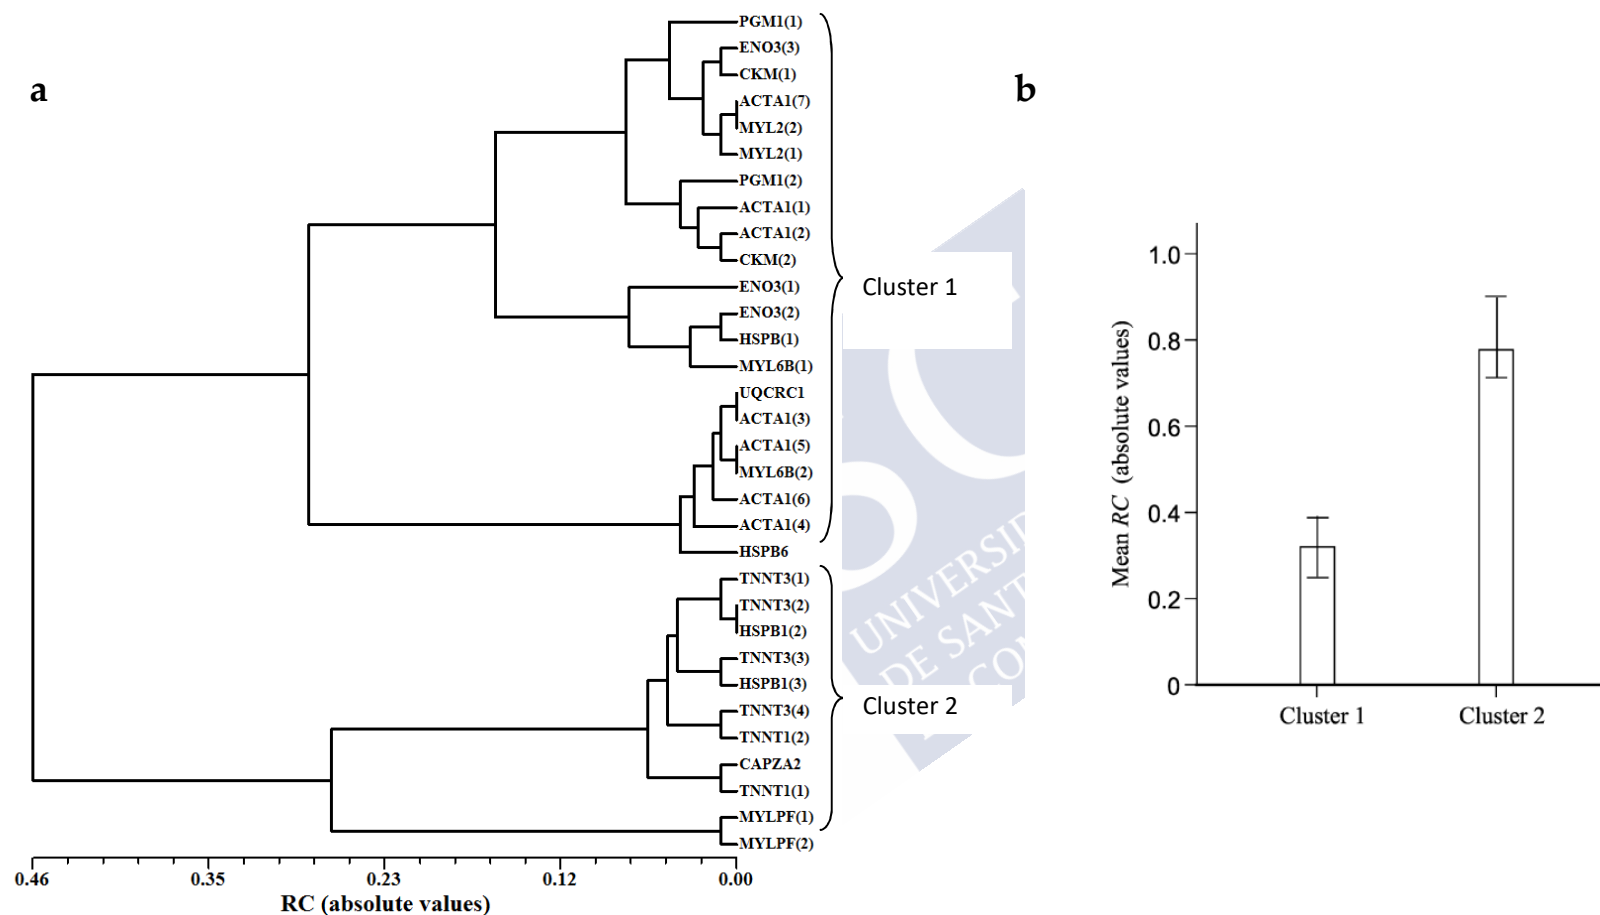 a
PGM1(1)
ENO3(3)
CKM(1)
ACTA1(7)
MYL2(2)
MYL2(1)
PGM1(2)
ACTA1(1)
ACTA1(2)
CKM(2)
ENO3(1)
ENO3(2)
HSPB(1)
MYL6B(1)
UQCRC1
ACTA1(3)
ACTA1(5)
MYL6B(2)
ACTA1(6)
ACTA1(4)
HSPB6
TNNT3(1)
TNNT3(2)
HSPB1(2)
TNNT3(3)
HSPB1(3)
TNNT3(4)
TNNT1(2)
CAPZA2
TNNT1(1)
MYLPF(1)
MYLPF(2)
Cluster 1
Cluster 2
0.46 0.35 0.23 0.12 0.00
RC (absolute values)
UNIVERSI
DE SANT
CO
b
Mean RC (absolute values)
1.0
0.8
0.6
0.4
0.2
0
Cluster 1 Cluster 2